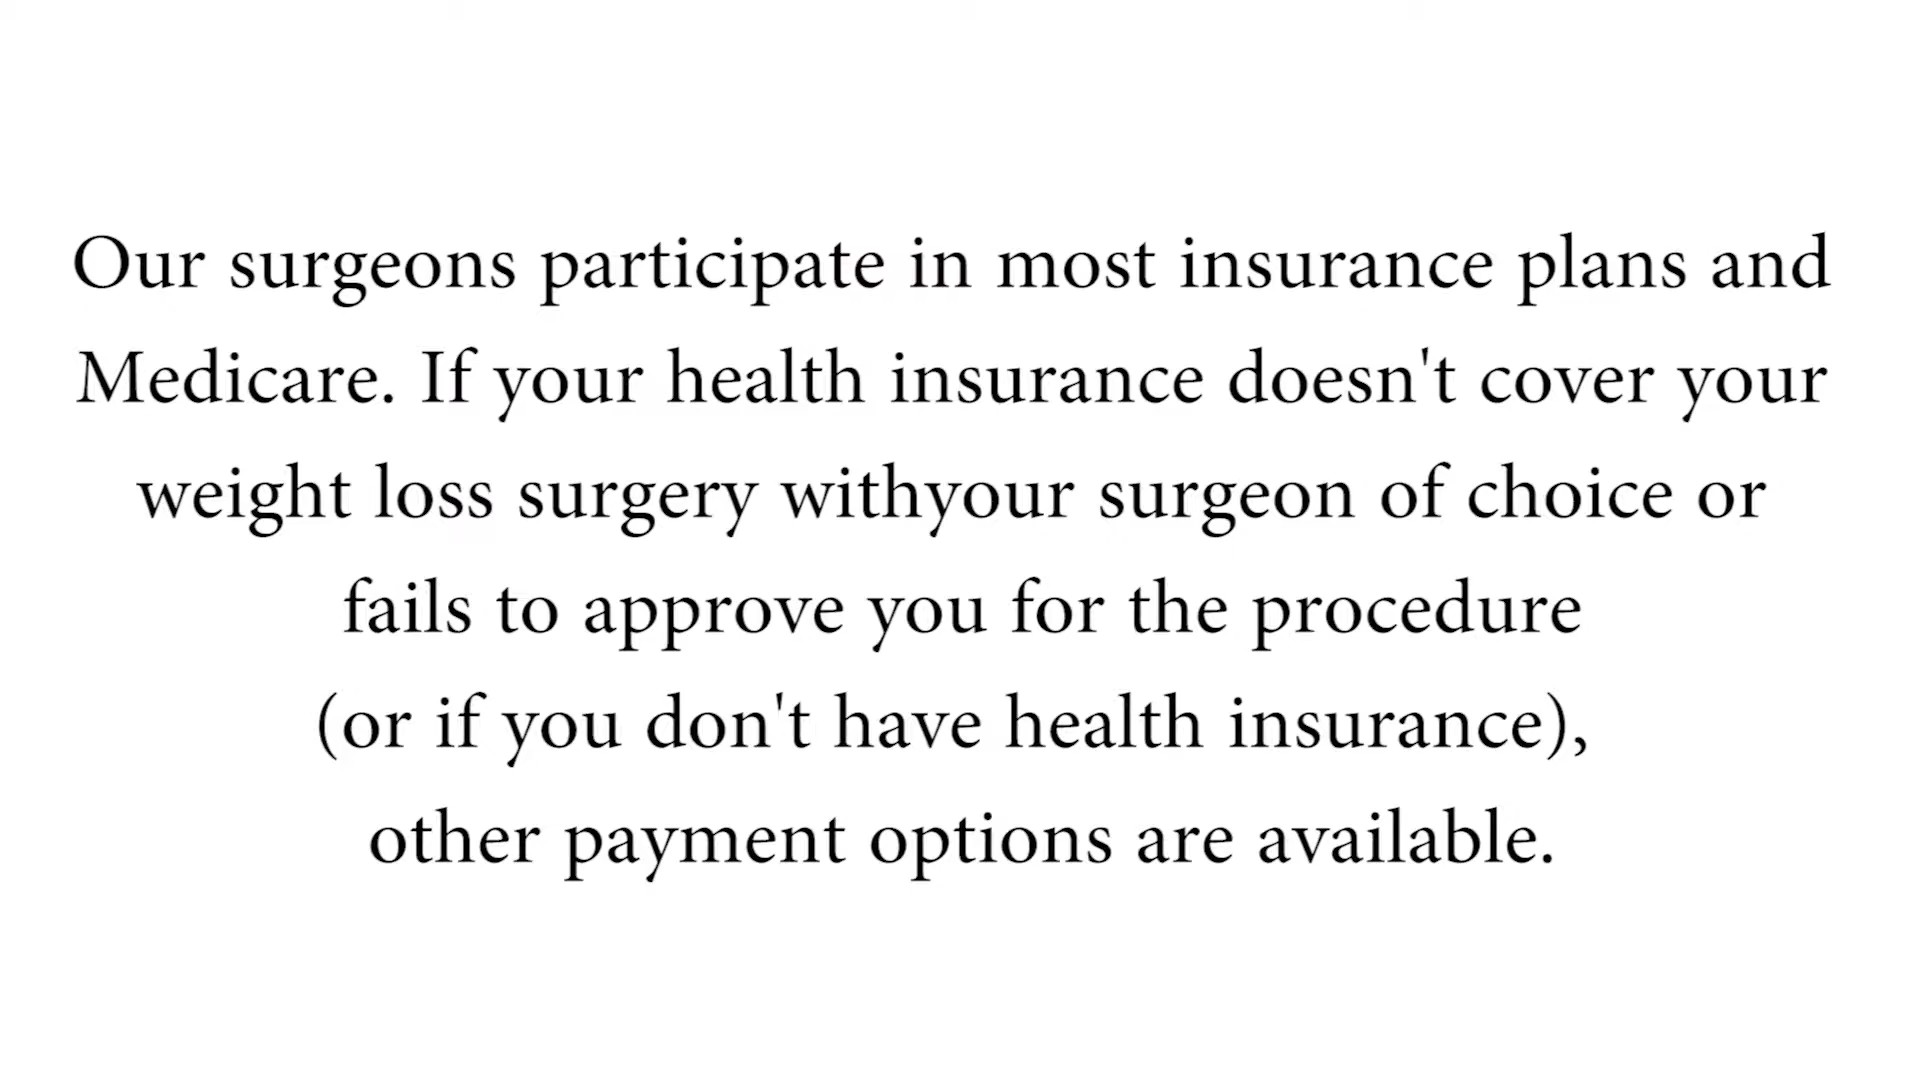 Our surgeons participate in most insurance plans and
Medicare. If your health insurance doesn't cover your
weight loss surgery withyour surgeon of choice or
fails to approve you for the procedure
(or if you don't have health insurance),
other payment options are available.